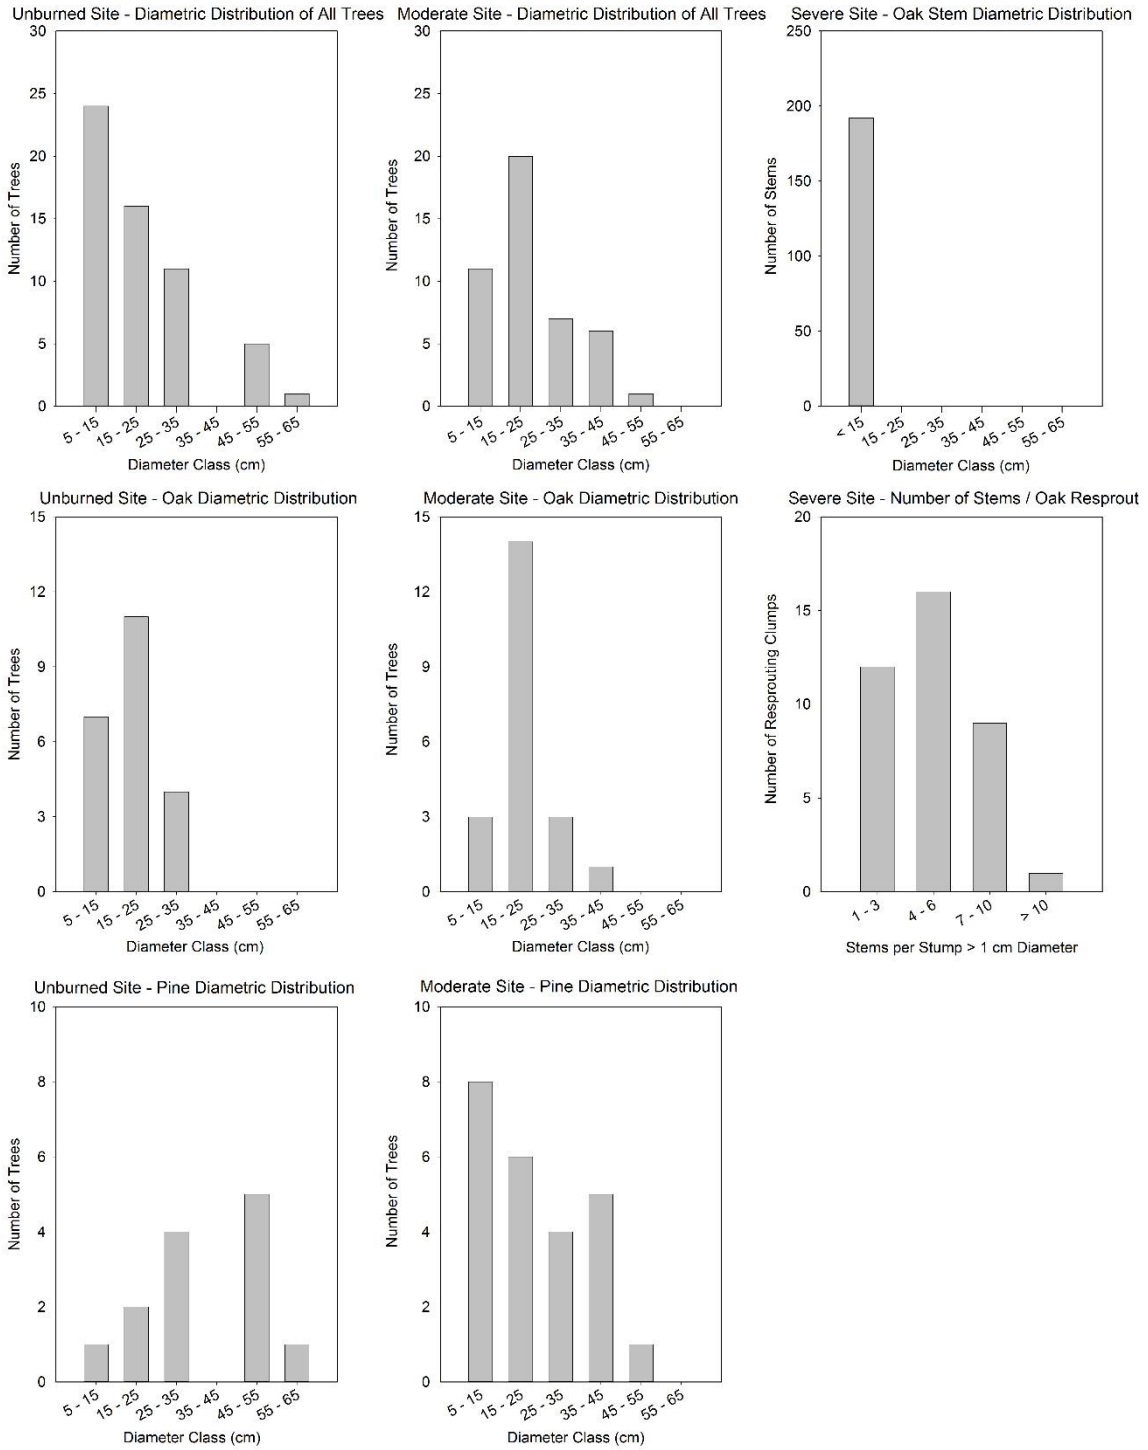 Unburned Site - Diametric Distribution of All Trees
Number of Trees
30
25
20
15
10
5
0
5 - 15
15 - 25
25 - 35
35 - 45
45 - 55
55 - 65
Diameter Class (cm)
Moderate Site - Diametric Distribution of All Trees
Number of Trees
30
25
20
15
10
5
0
5 - 15
15 - 25
25 - 35
35 - 45
45 - 55
55 - 65
Diameter Class (cm)
Severe Site - Oak Stem Diametric Distribution
Number of Stems
250
200
150
100
50
0
< 15
15 - 25
25 - 35
35 - 45
45 - 55
55 - 65
Diameter Class (cm)
Unburned Site - Oak Diametric Distribution
Number of Trees
15
12
9
6
3
0
5 - 15
15 - 25
25 - 35
35 - 45
45 - 55
55 - 65
Diameter Class (cm)
Moderate Site - Oak Diametric Distribution
Number of Trees
15
12
9
6
3
0
5 - 15
15 - 25
25 - 35
35 - 45
45 - 55
55 - 65
Diameter Class (cm)
Severe Site - Number of Stems / Oak Resprout
Number of Resprouting Clumps
20
15
10
5
0
1 - 3
4 - 6
7 - 10
> 10
Stems per Stump > 1 cm Diameter
Unburned Site - Pine Diametric Distribution
Number of Trees
10
8
6
4
2
0
5 - 15
15 - 25
25 - 35
35 - 45
45 - 55
55 - 65
Diameter Class (cm)
Moderate Site - Pine Diametric Distribution
Number of Trees
10
8
6
4
2
0
5 - 15
15 - 25
25 - 35
35 - 45
45 - 55
55 - 65
Diameter Class (cm)